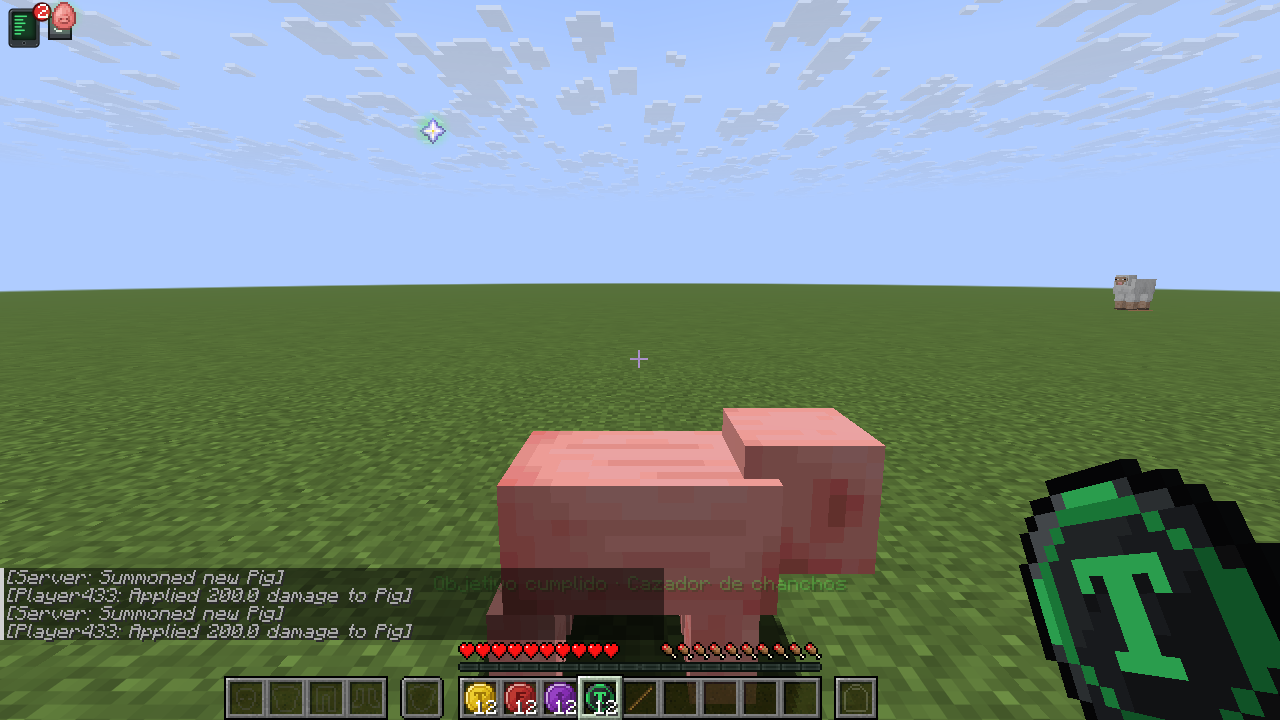 2
[Server: Summoned new Pig]
Objetivo cumplido · Cazador de chanchos
[Player433: Applied 200.0 damage to Pig]
[Server: Summoned new Pig]
[Player433: Applied 200.0 damage to Pig]
T
12 12 12 12